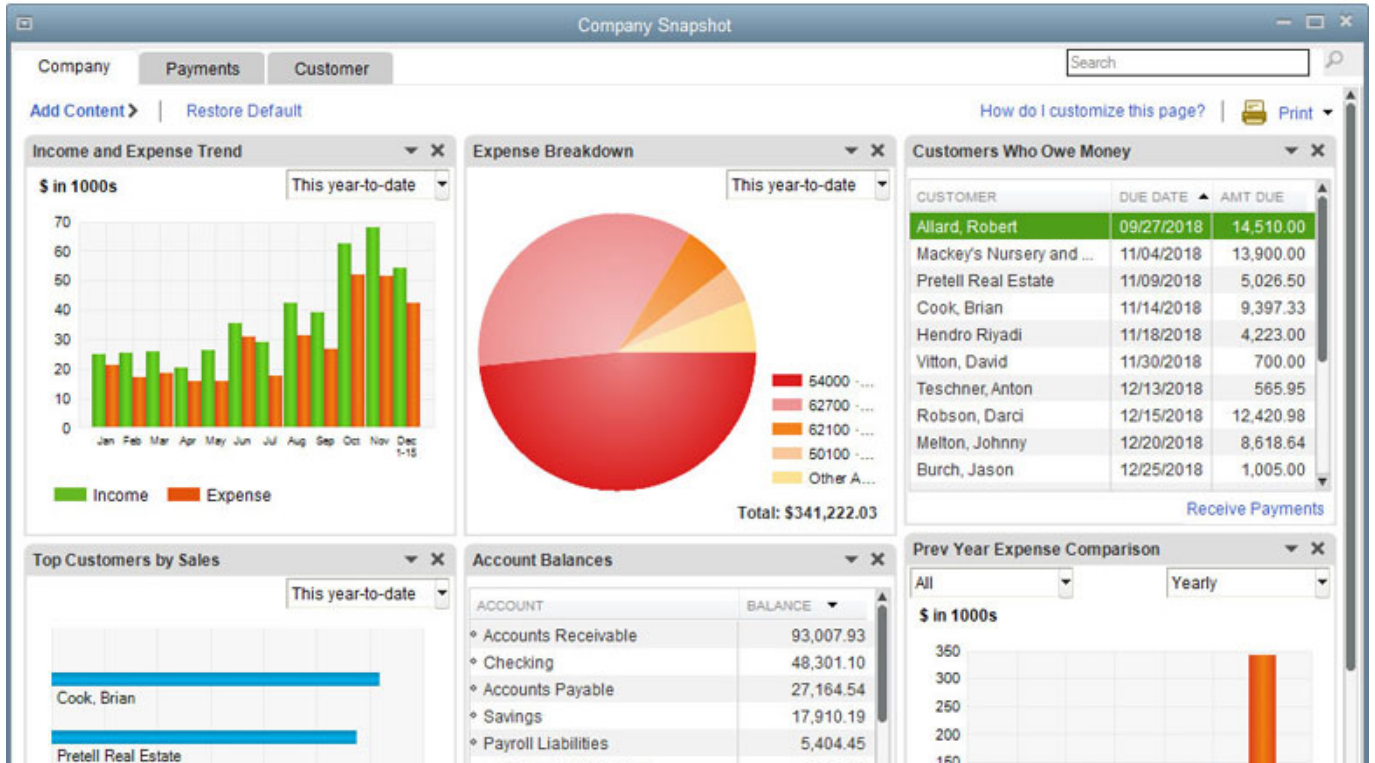 Company Snapshot
Company Payments Customer Search
Add Content Restore Default How do I customize this page? Print
Income and Expense Trend
$ in 1000s This year-to-date
70
60
50
40
30
20
10
0
Jan Feb Mar Apr May Jun Jul Aug Sep Oct Nov Dec
1-15
Income Expense
Expense Breakdown
This year-to-date
54000 -...
62700 -...
62100 -...
50100 -...
Other A...
Total: $341,222.03
Customers Who Owe Money
CUSTOMER DUE DATE AMT DUE
Allard, Robert 09/27/2018 14,510.00
Mackey's Nursery and ... 11/04/2018 13,900.00
Pretell Real Estate 11/09/2018 5,026.50
Cook, Brian 11/14/2018 9,397.33
Hendro Riyadi 11/18/2018 4,223.00
Vitton, David 11/30/2018 700.00
Teschner, Anton 12/13/2018 565.95
Robson, Darci 12/15/2018 12,420.98
Melton, Johnny 12/20/2018 8,618.64
Burch, Jason 12/25/2018 1,005.00
Receive Payments
Top Customers by Sales
This year-to-date
Cook, Brian
Pretell Real Estate
Account Balances
ACCOUNT BALANCE
Accounts Receivable 93,007.93
Checking 48,301.10
Accounts Payable 27,164.54
Savings 17,910.19
Payroll Liabilities 5,404.45
Prev Year Expense Comparison
All Yearly
$ in 1000s
350
300
250
200
150